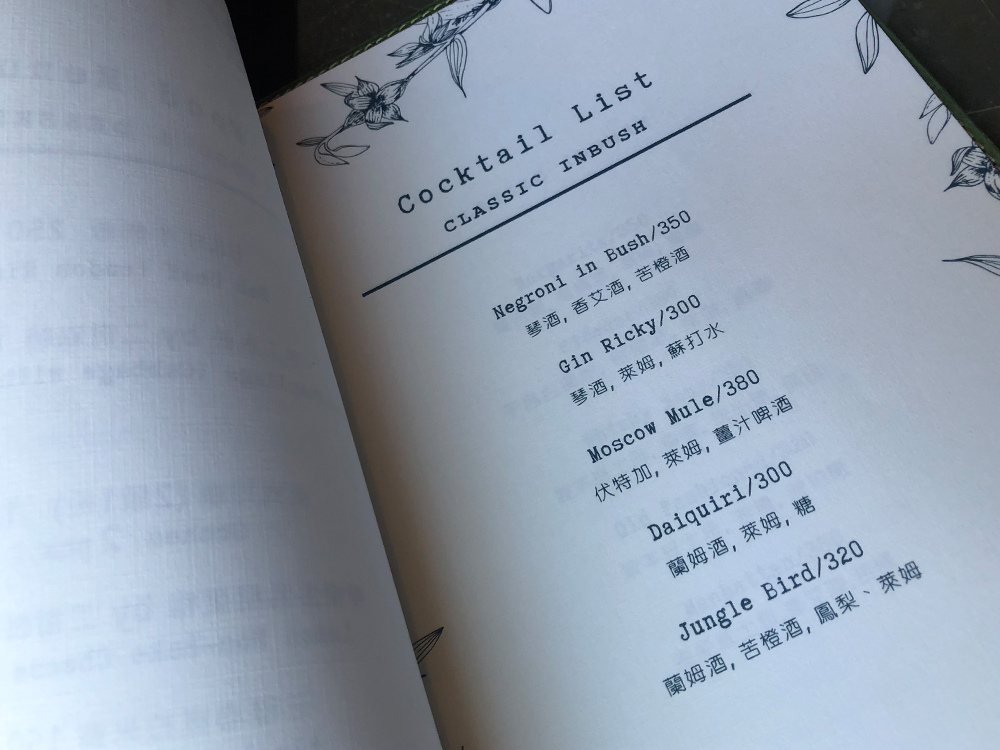 Cocktail List
CLASSIC INBUSH
Negroni in Bush/350
琴酒, 香艾酒, 苦橙酒
Gin Ricky/300
琴酒, 萊姆, 蘇打水
Moscow Mule/380
伏特加, 萊姆, 薑汁啤酒
Daiquiri/300
蘭姆酒, 萊姆, 糖
Jungle Bird/320
蘭姆酒, 苦橙酒, 鳳梨、萊姆